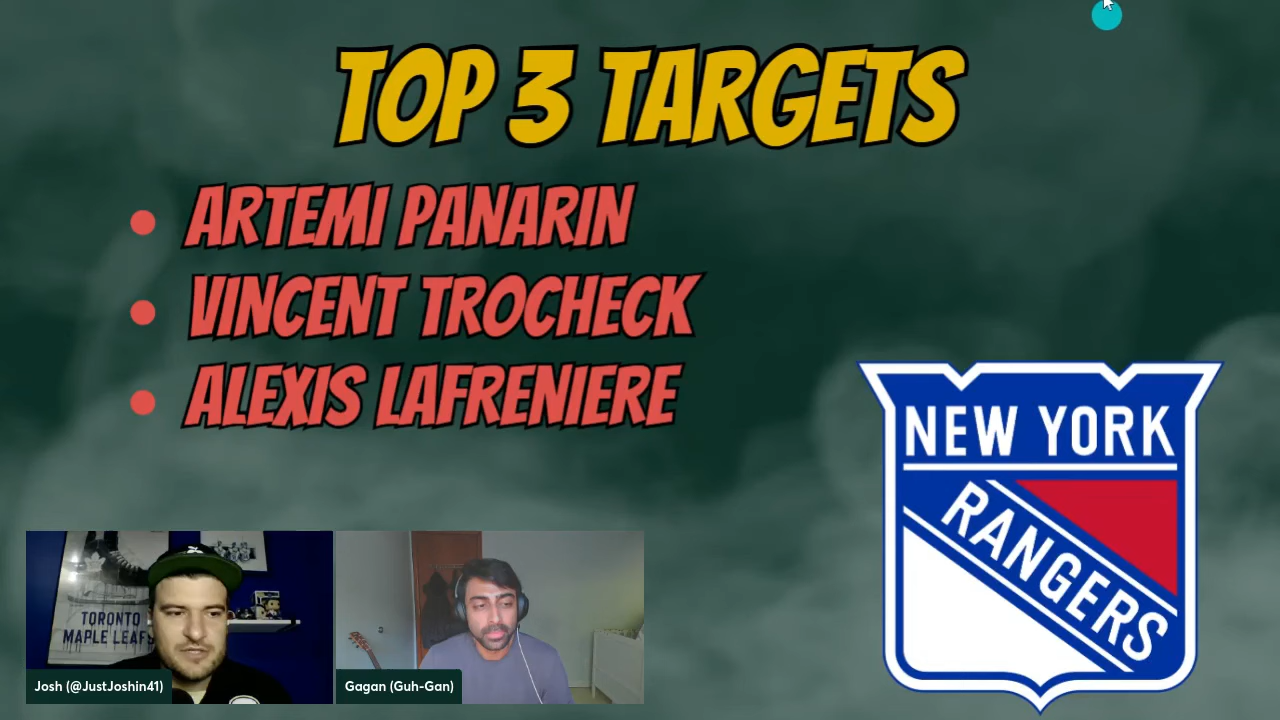 TOP 3 TARGETS
ARTEMI PANARIN
VINCENT TROCHECK
ALEXIS LAFRENIERE
NEW YORK
RANGERS
TORONTO
MAPLE LEAFS
Josh (@JustJoshin41)
Gagan (Guh-Gan)